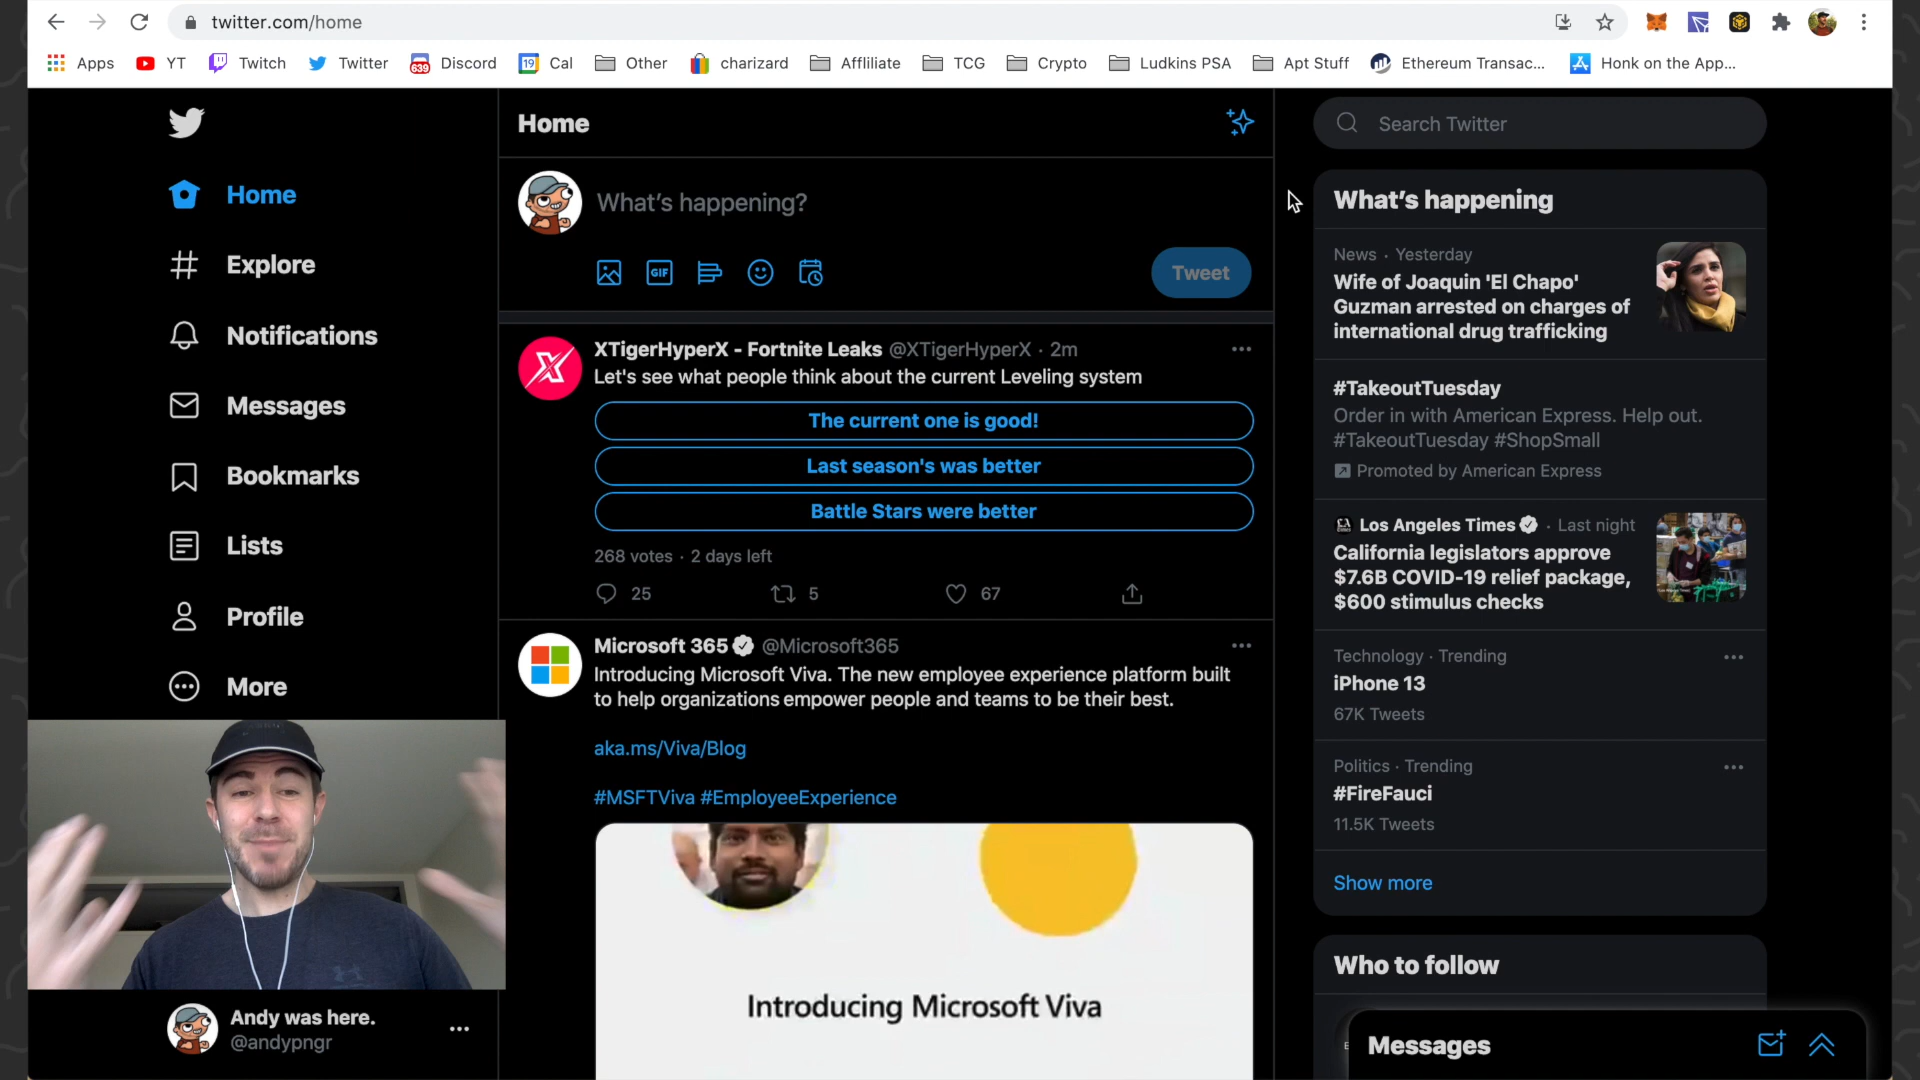 twitter.com/home
Apps
YT
Twitch
Twitter
639
Discord
19
Cal
Other
charizard
Affliliate
TCG
Crypto
Ludkins PSA
Apt Stuff
Ethereum Transac...
Honk on the App...
Home
Explore
Notifications
Messages
Bookmarks
Lists
Profile
More
Andy was here.
@andypngr
Home
What's happening?
GIF
Tweet
XTigerHyperX - Fortnite Leaks @XTigerHyperX · 2m
Let's see what people think about the current Leveling system
The current one is good!
Last season's was better
Battle Stars were better
268 votes · 2 days left
25
5
67
Microsoft 365 @Microsoft365
Introducing Microsoft Viva. The new employee experience platform built
to help organizations empower people and teams to be their best.
aka.ms/Viva/Blog
#MSFTViva #EmployeeExperience
Introducing Microsoft Viva
Search Twitter
What's happening
News · Yesterday
Wife of Joaquin 'El Chapo'
Guzman arrested on charges of
international drug trafficking
#TakeoutTuesday
Order in with American Express. Help out.
#TakeoutTuesday #ShopSmall
Promoted by American Express
Los Angeles Times · Last night
California legislators approve
$7.6B COVID-19 relief package,
$600 stimulus checks
Technology · Trending
iPhone 13
67K Tweets
Politics · Trending
#FireFauci
11.5K Tweets
Show more
Who to follow
Messages